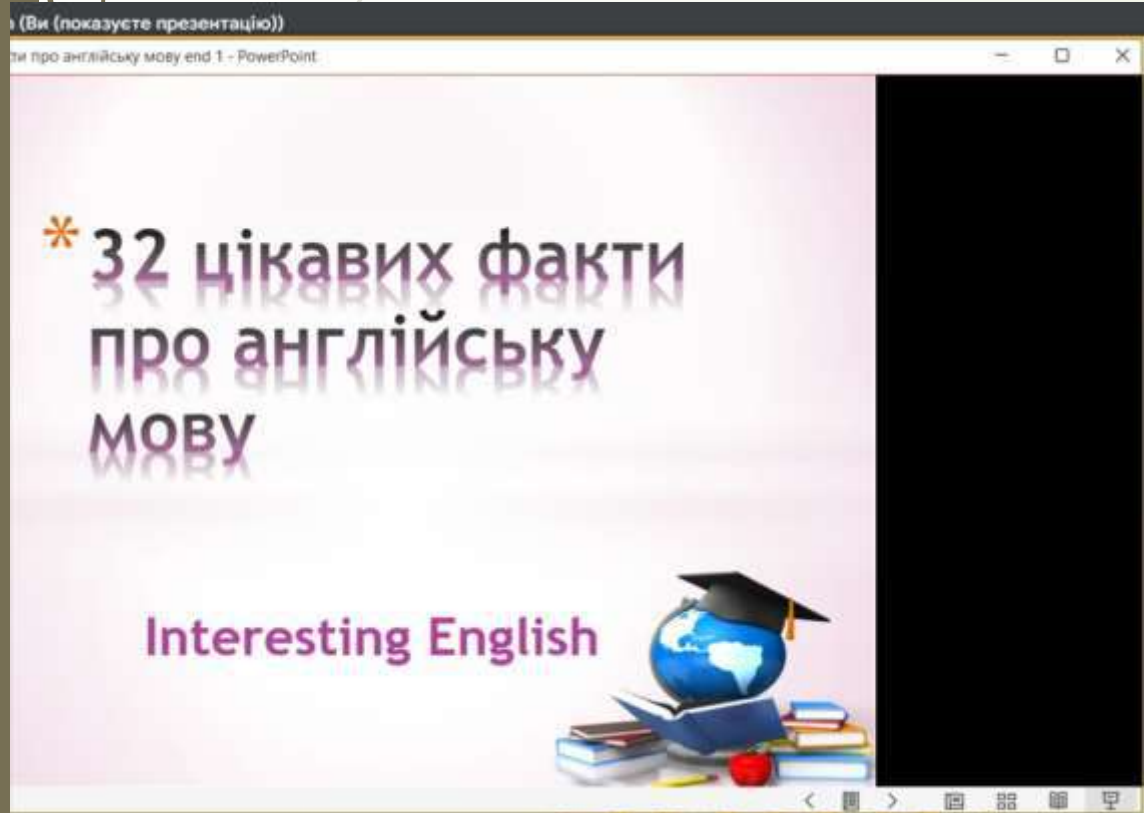 (Ви (показуєте презентацію))
ти про англійську мову end 1 - PowerPoint
* 32 цікавих факти
про англійську
мову
Interesting English